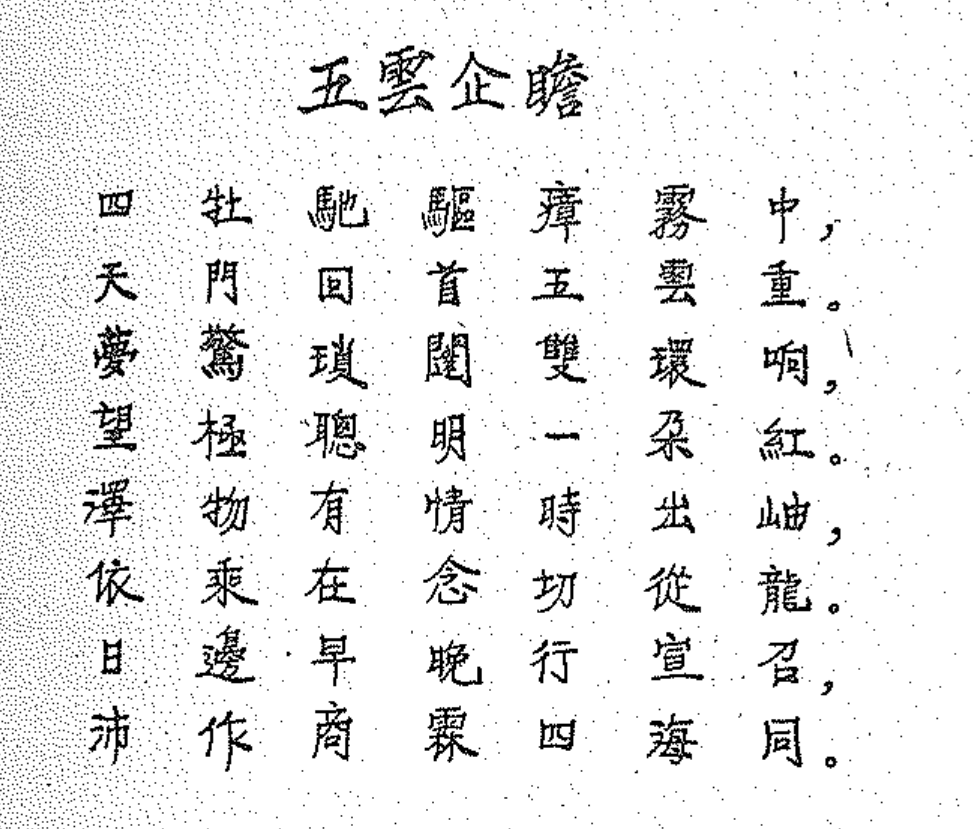 五雲企瞻
四牡馳驅瘴霧中，
天門回首五雲重。
夢驚瑣闥雙環响，
望極聰明一朵紅。
澤物有情時出岫，
依乘在念切從龍。
日邊早晚行宣召，
沛作商霖四海同。